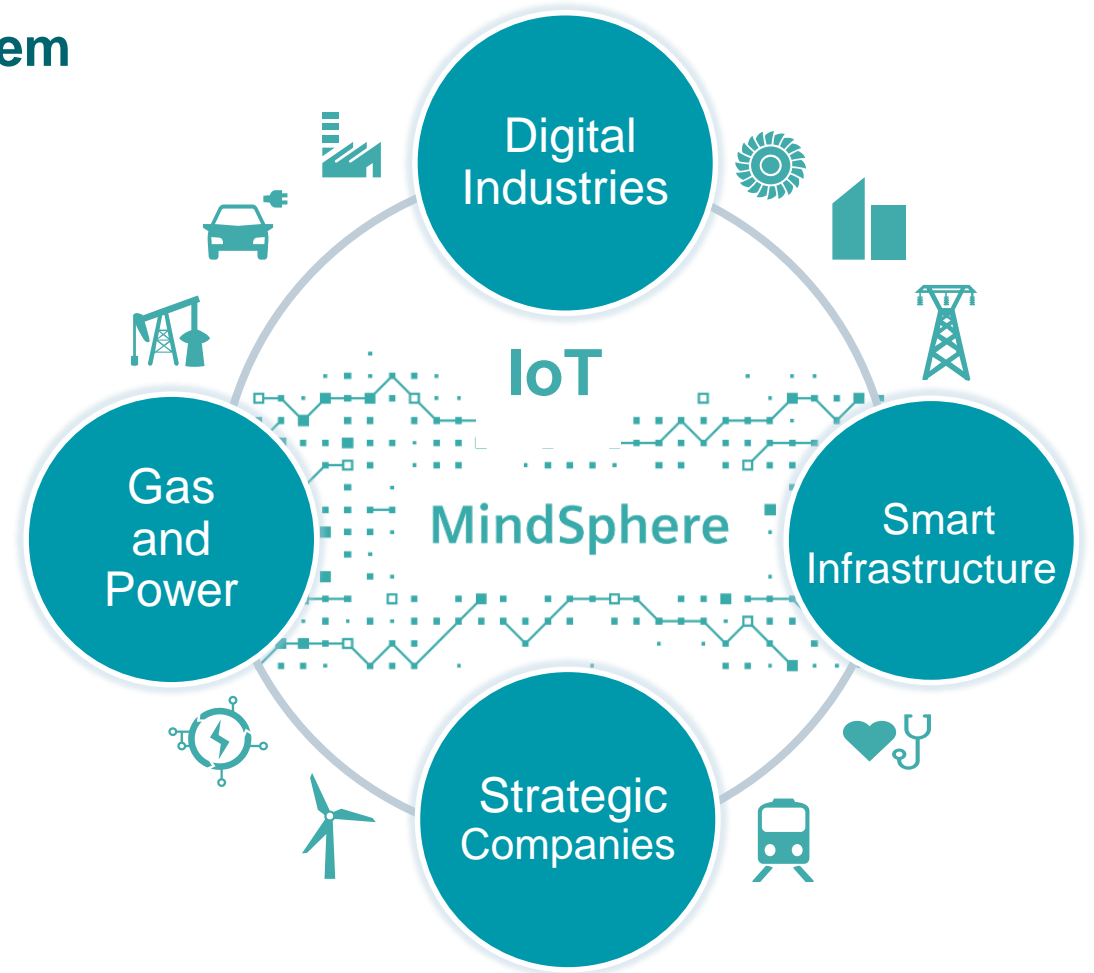 em
Digital
Industries
IoT
Gas
and
Power
MindSphere
Smart
Infrastructure
Strategic
Companies